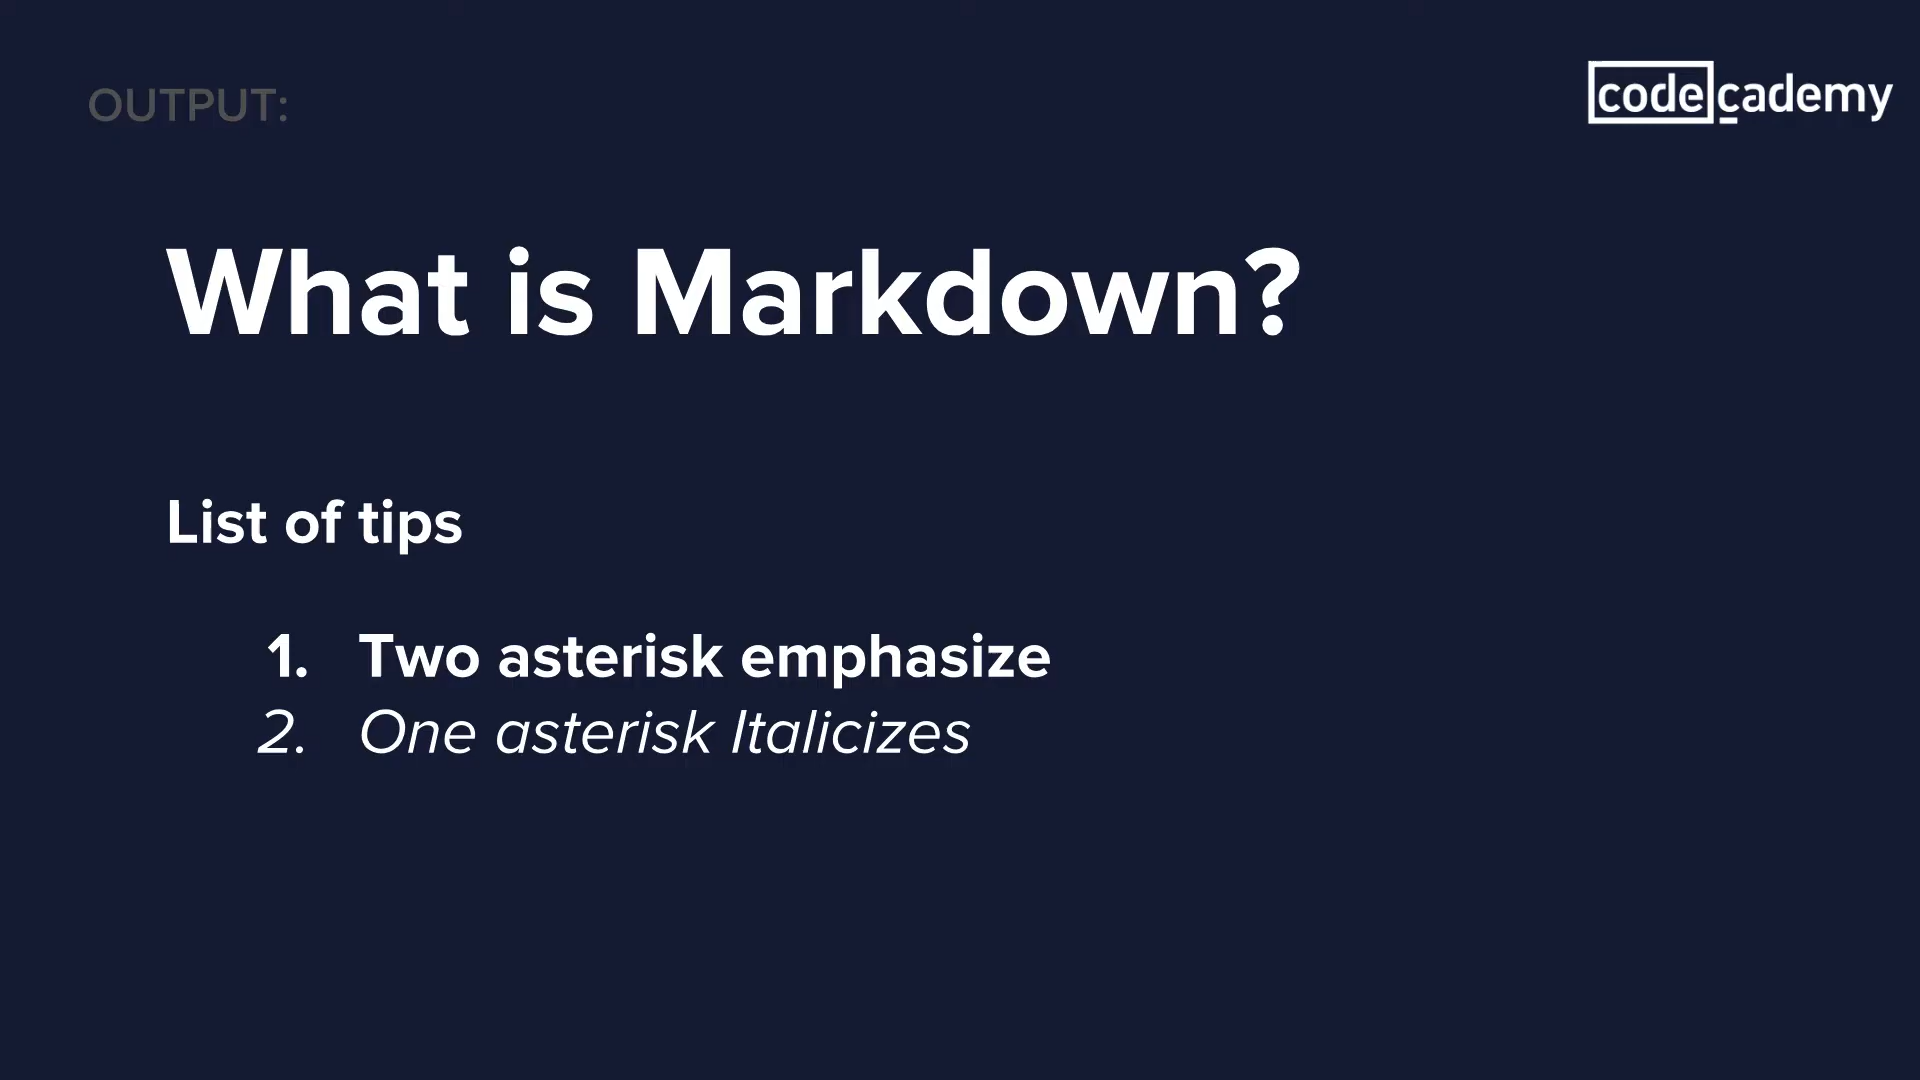 OUTPUT:
codecademy
What is Markdown?
List of tips
1. Two asterisk emphasize
2. One asterisk Italicizes